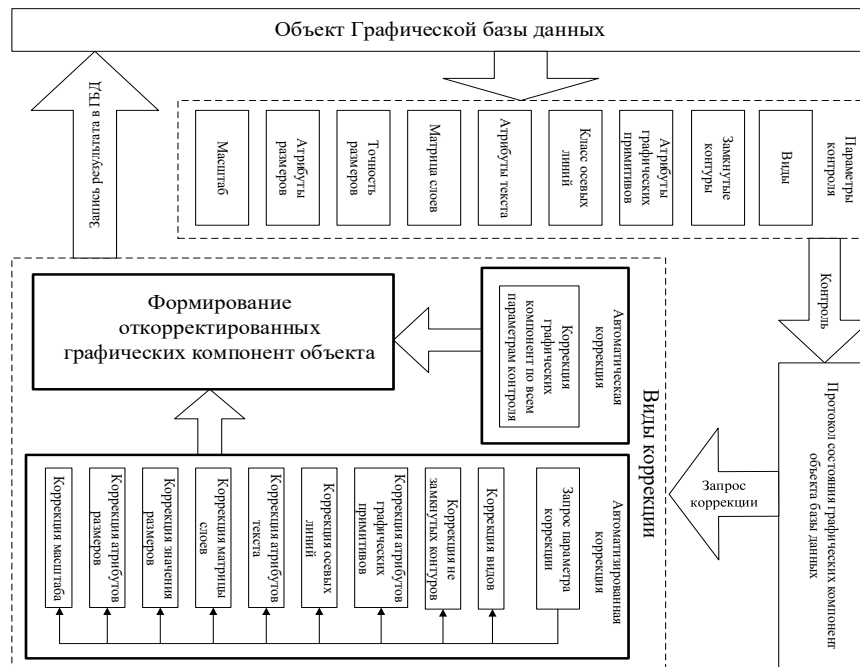 Объект Графической базы данных
Запись результата в ГБД
Масштаб
Атрибуты
размеров
Точность
размеров
Матрица слоев
Атрибуты текста
Класс осевых
линий
Атрибуты
графических
примитивов
Замкнутые
контуры
Виды
Параметры
контроля
Контроль
Формирование
откорректированных
графических компонент объекта
Коррекция
графических
компонент по всем
параметрам контроля
Автоматическая
коррекция
Виды коррекции
Запрос
коррекции
Протокол состояния графических компонент
объекта базы данных
Коррекция масштаба
Коррекция атрибутов
размеров
Коррекция значения
размеров
Коррекция матрицы
слоев
Коррекция атрибутов
текста
Коррекция осевых
линий
Коррекция атрибутов
графических
примитивов
Коррекция не
замкнутых контуров
Коррекция видов
Запрос параметра
коррекции
Автоматизированная
коррекция